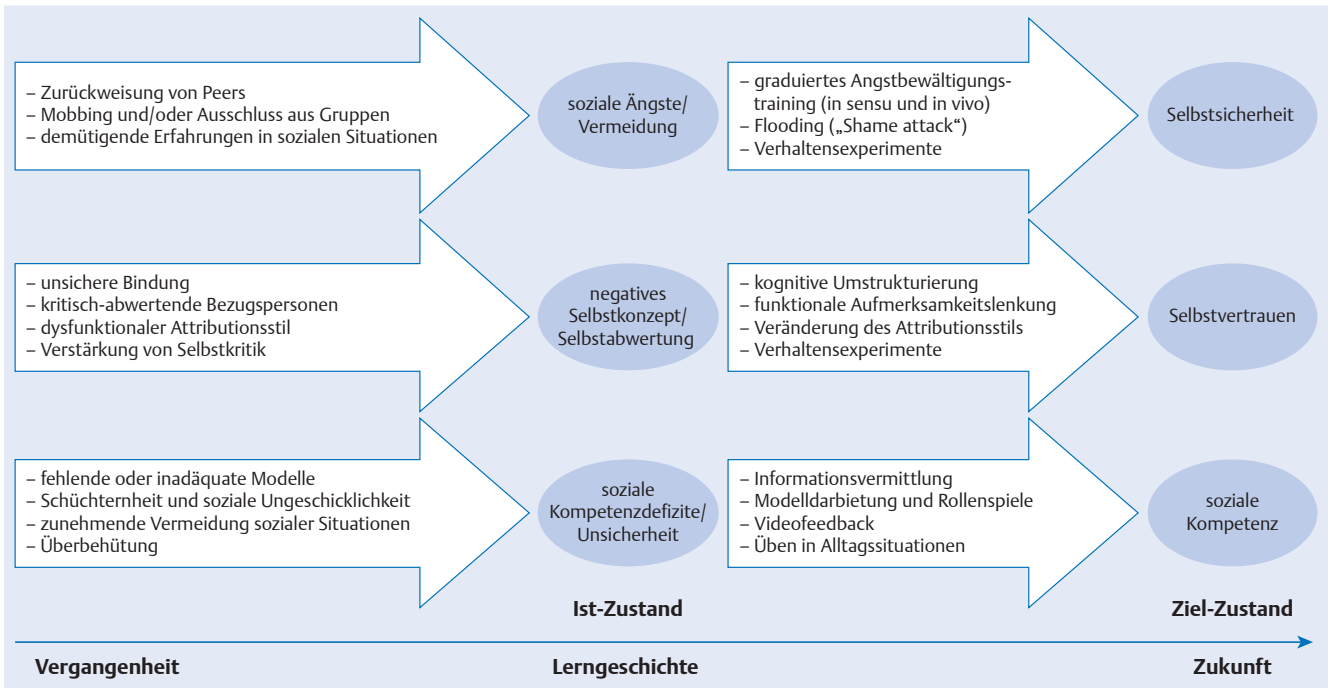 – Zurückweisung von Peers
– Mobbing und/oder Ausschluss aus Gruppen
– demütigende Erfahrungen in sozialen Situationen
soziale Ängste/
Vermeidung
– graduiertes Angstbewältigungs-
training (in sensu und in vivo)
– Flooding („Shame attack“)
– Verhaltensexperimente
Selbstsicherheit
– unsichere Bindung
– kritisch-abwertende Bezugspersonen
– dysfunktionaler Attributionsstil
– Verstärkung von Selbstkritik
negatives
Selbstkonzept/
Selbstabwertung
– kognitive Umstrukturierung
– funktionale Aufmerksamkeitslenkung
– Veränderung des Attributionsstils
– Verhaltensexperimente
Selbstvertrauen
– fehlende oder inadäquate Modelle
– Schüchternheit und soziale Ungeschicklichkeit
– zunehmende Vermeidung sozialer Situationen
– Überbehütung
soziale
Kompetenzdefizite/
Unsicherheit
– Informationsvermittlung
– Modelldarbietung und Rollenspiele
– Videofeedback
– Üben in Alltagssituationen
soziale
Kompetenz
Ist-Zustand
Ziel-Zustand
Vergangenheit
Lerngeschichte
Zukunft